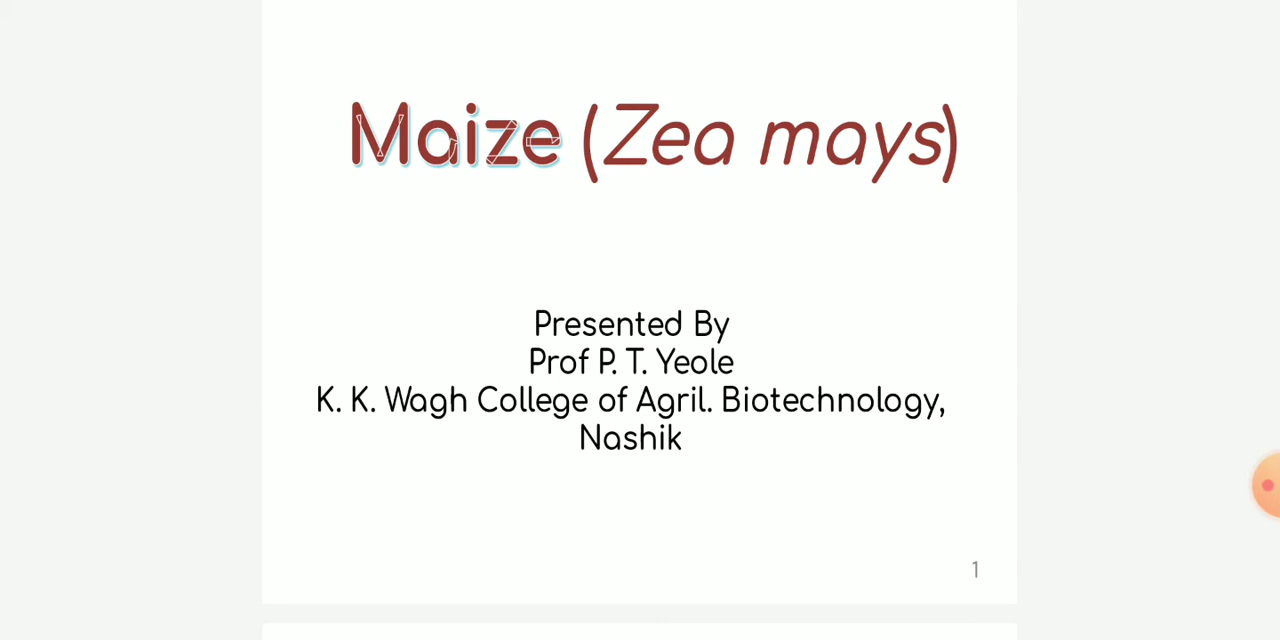 Maize (Zea mays)
Presented By
Prof P. T. Yeole
K. K. Wagh College of Agril. Biotechnology,
Nashik
1